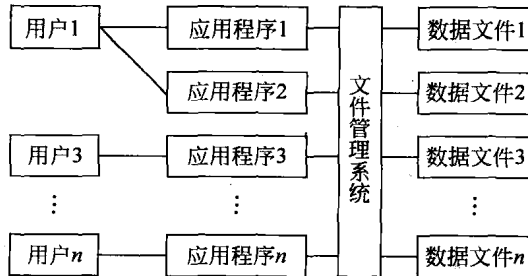 用户1 应用程序1 数据文件1
应用程序2 数据文件2
用户3 应用程序3 数据文件3
⋮ ⋮ ⋮
用户n 应用程序n 数据文件n
文件管理系统